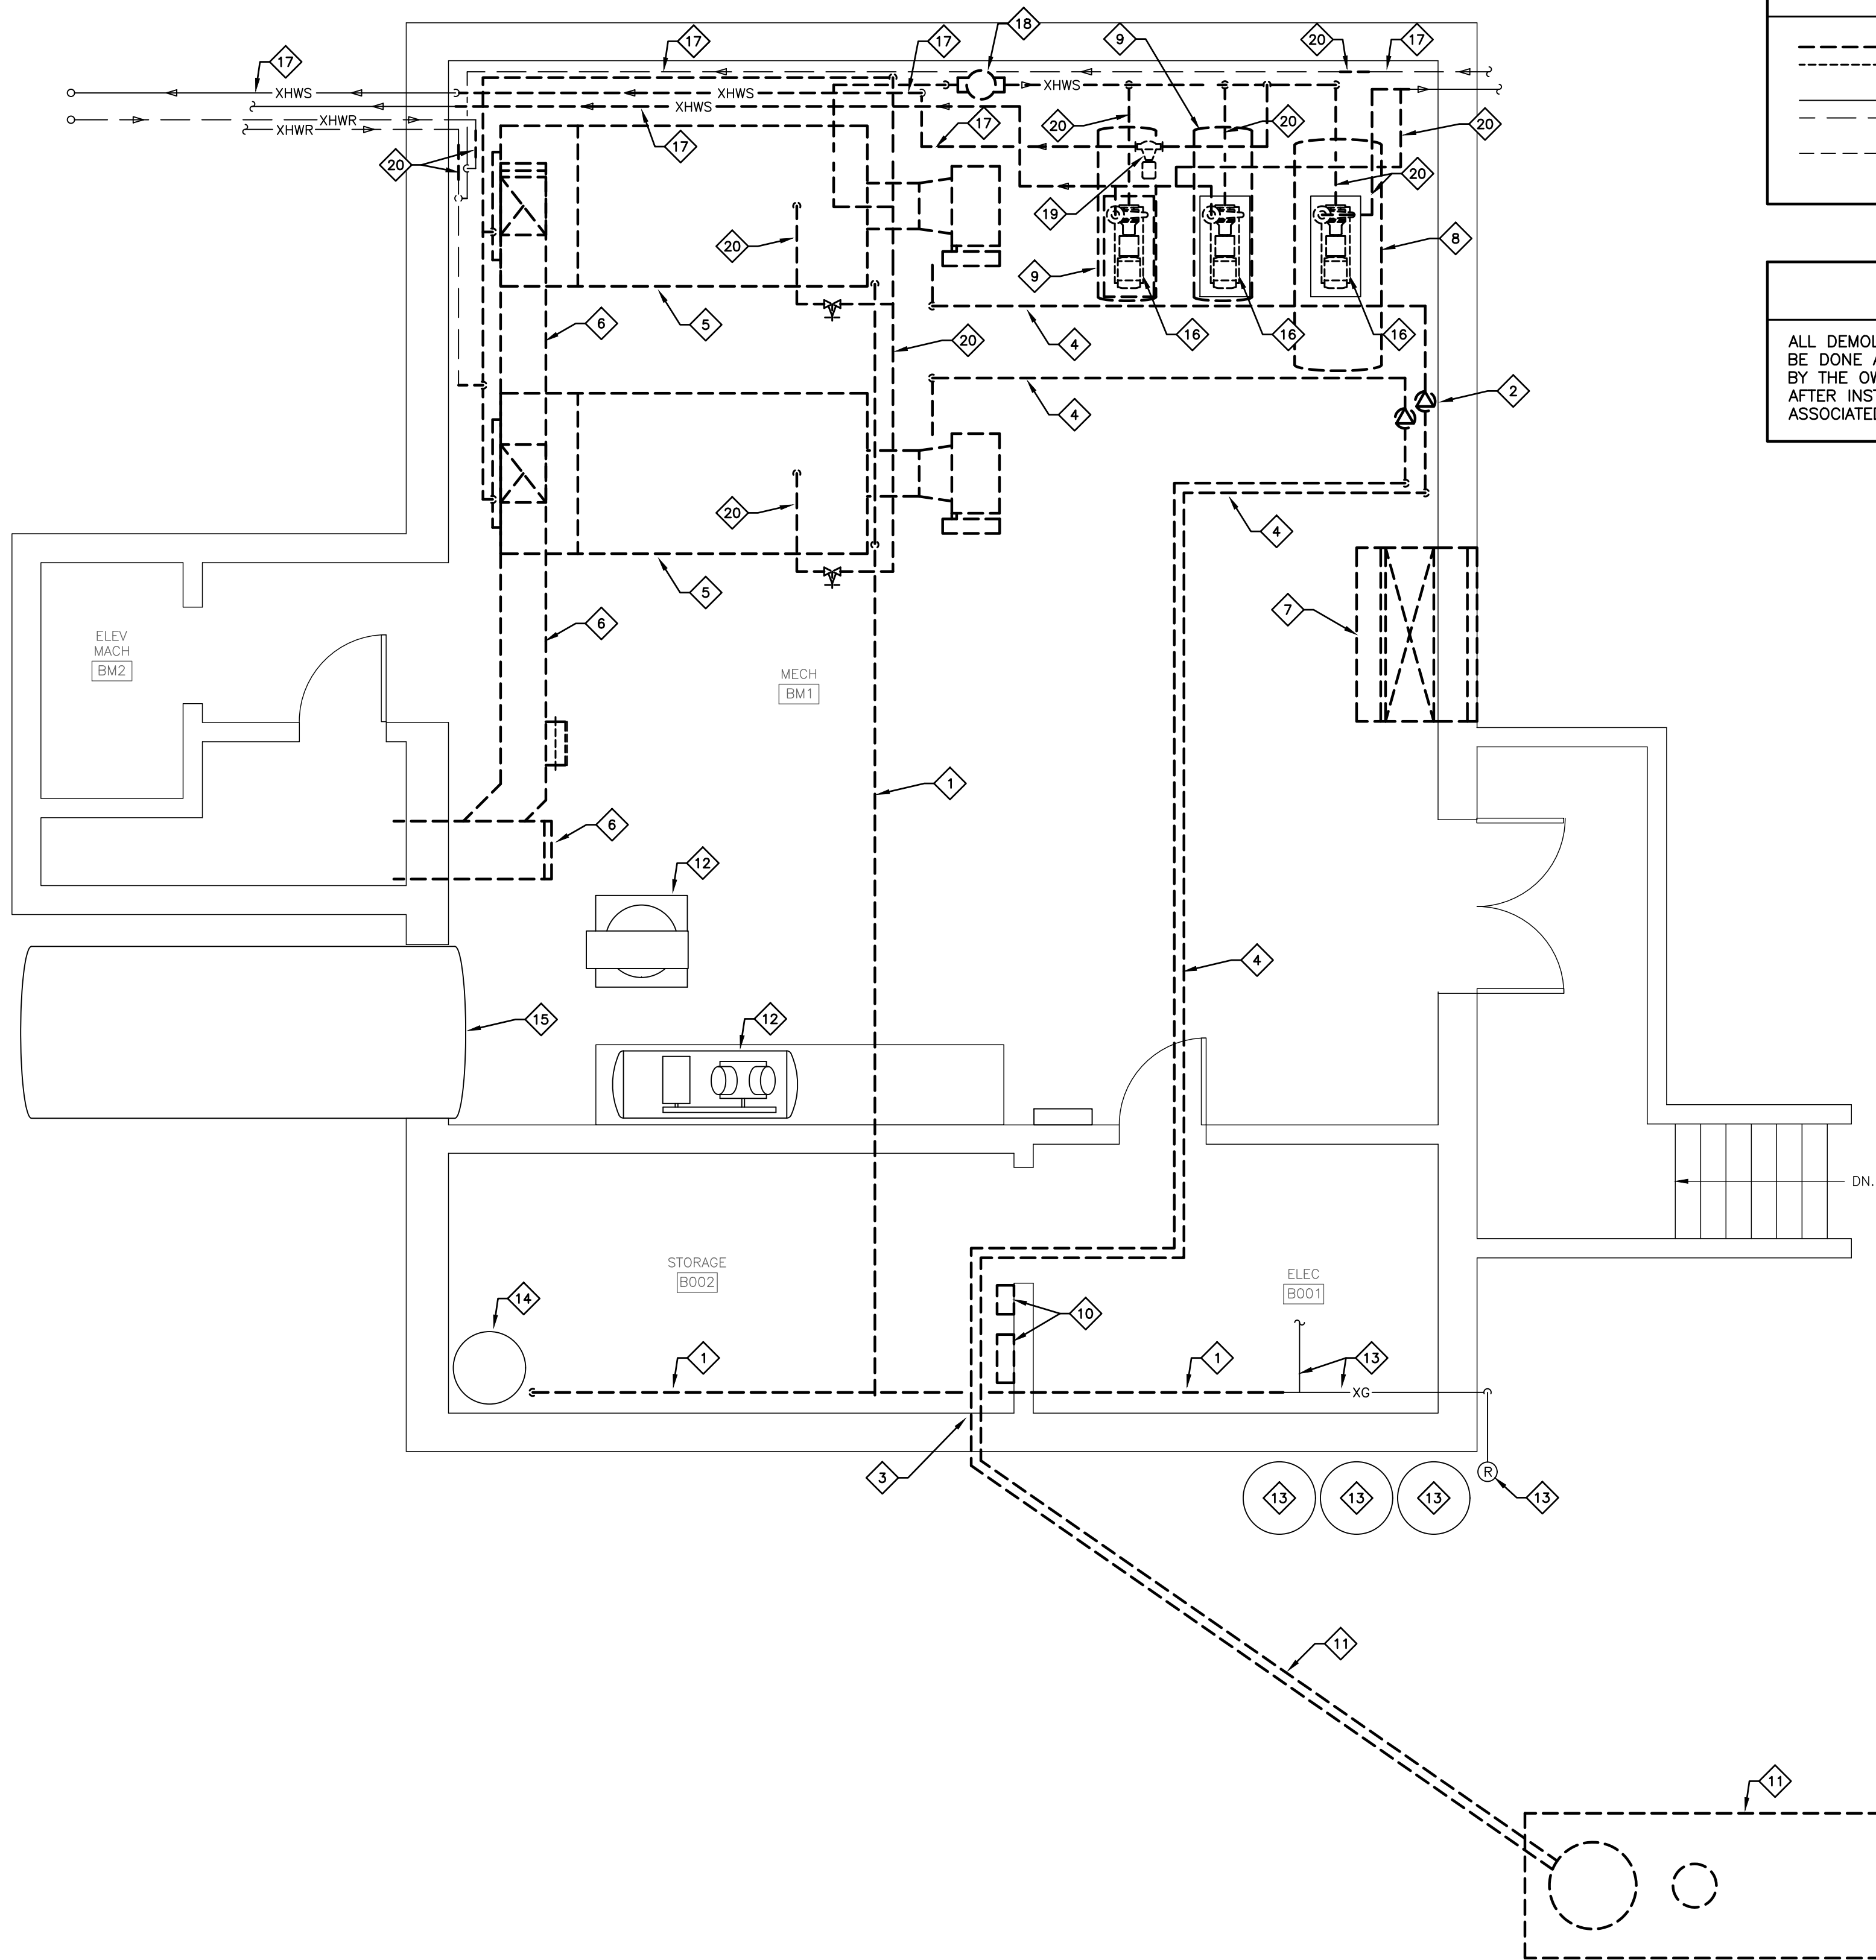 18
17
17
9
20
17
17
XHWS
XHWS
XHWS
XHWS
XHWR
XHWR
20
17
17
20
20
20
20
20
19
20
8
9
6
5
4
16
16
16
20
4
2
ALL DEMOL
BE DONE A
BY THE OW
AFTER INST
ASSOCIATED
20
4
5
6
7
ELEV
MACH
BM2
MECH
BM1
1
6
12
4
15
12
DN.
STORAGE
B002
ELEC
B001
14
10
1
1
13
XG
3
R
13
13
13
13
11
11